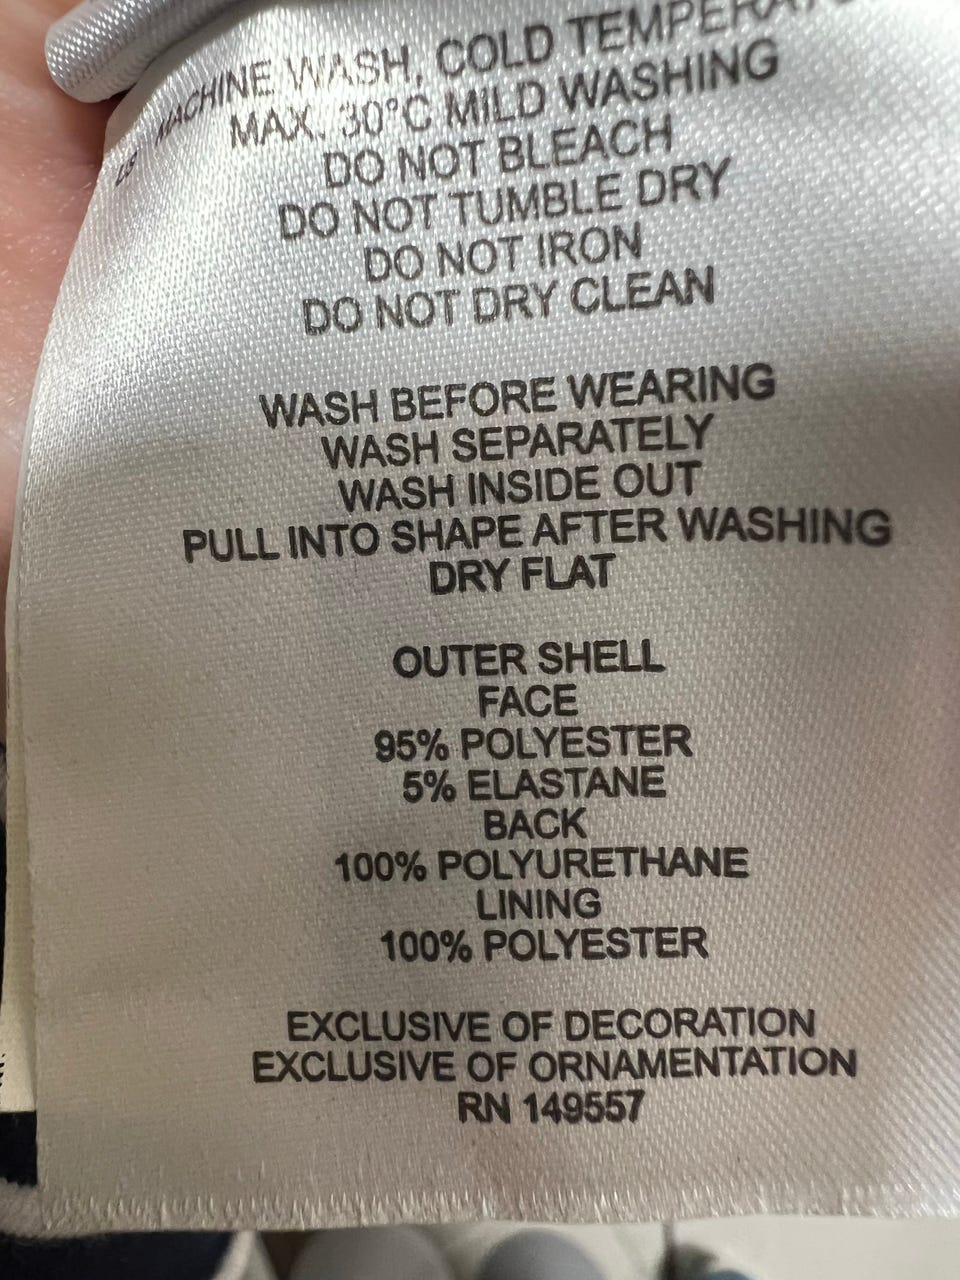 MACHINE WASH, COLD
MAX. 30°C MILD WASHING
DO NOT BLEACH
DO NOT TUMBLE DRY
DO NOT IRON
DO NOT DRY CLEAN
WASH BEFORE WEARING
WASH SEPARATELY
WASH INSIDE OUT
PULL INTO SHAPE AFTER WASHING
DRY FLAT
OUTER SHELL
FACE
95% POLYESTER
5% ELASTANE
BACK
100% POLYURETHANE
LINING
100% POLYESTER
EXCLUSIVE OF DECORATION
EXCLUSIVE OF ORNAMENTATION
RN 149557